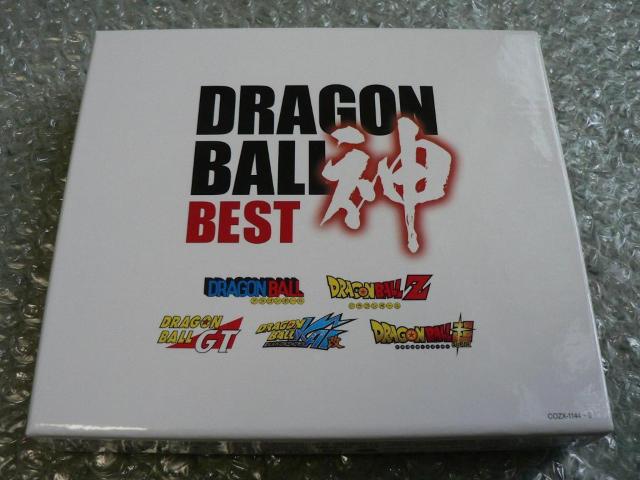 DRAGON
BALL 神
BEST
DRAGON BALL
DRAGON BALL Z
DRAGON BALL GT
DRAGON BALL KAI 改
DRAGON BALL 超
COZX-1144